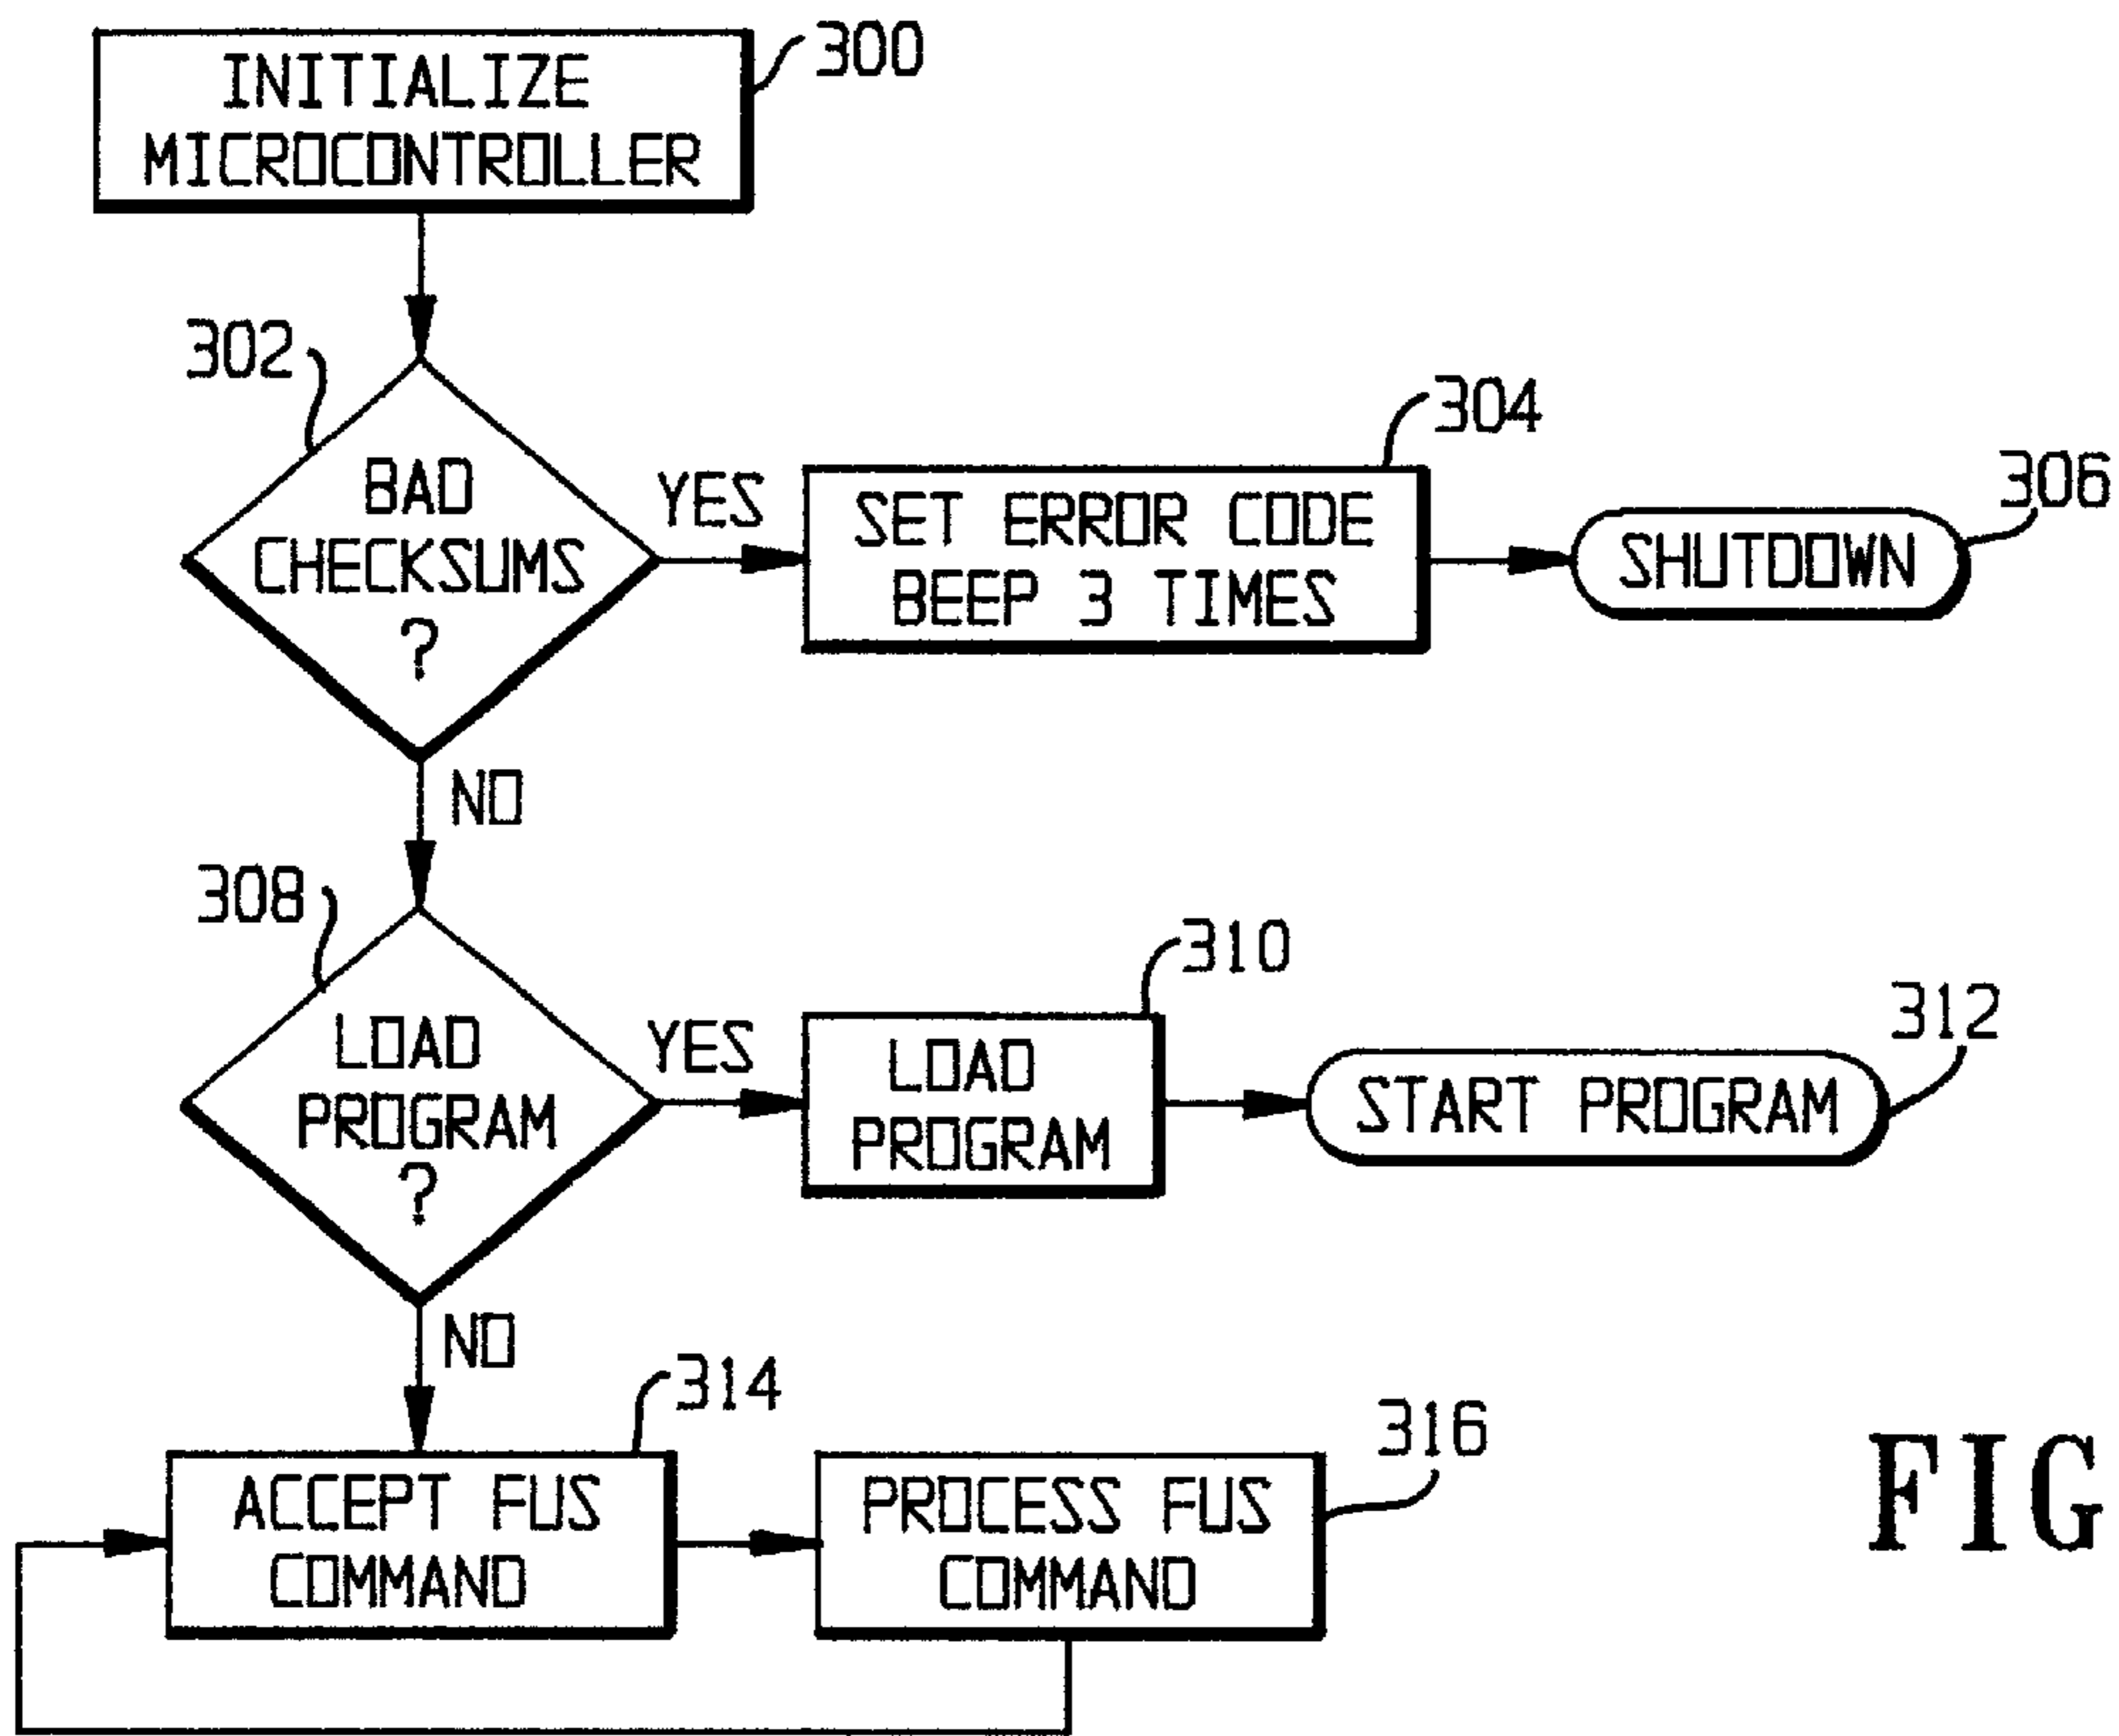 INITIALIZE
MICROCONTROLLER
300
302
BAD
CHECKSUMS
?
YES
304
SET ERROR CODE
BEEP 3 TIMES
306
SHUTDOWN
NO
308
LOAD
PROGRAM
?
YES
310
LOAD
PROGRAM
312
START PROGRAM
NO
314
ACCEPT FUS
COMMAND
316
PROCESS FUS
COMMAND
FIG